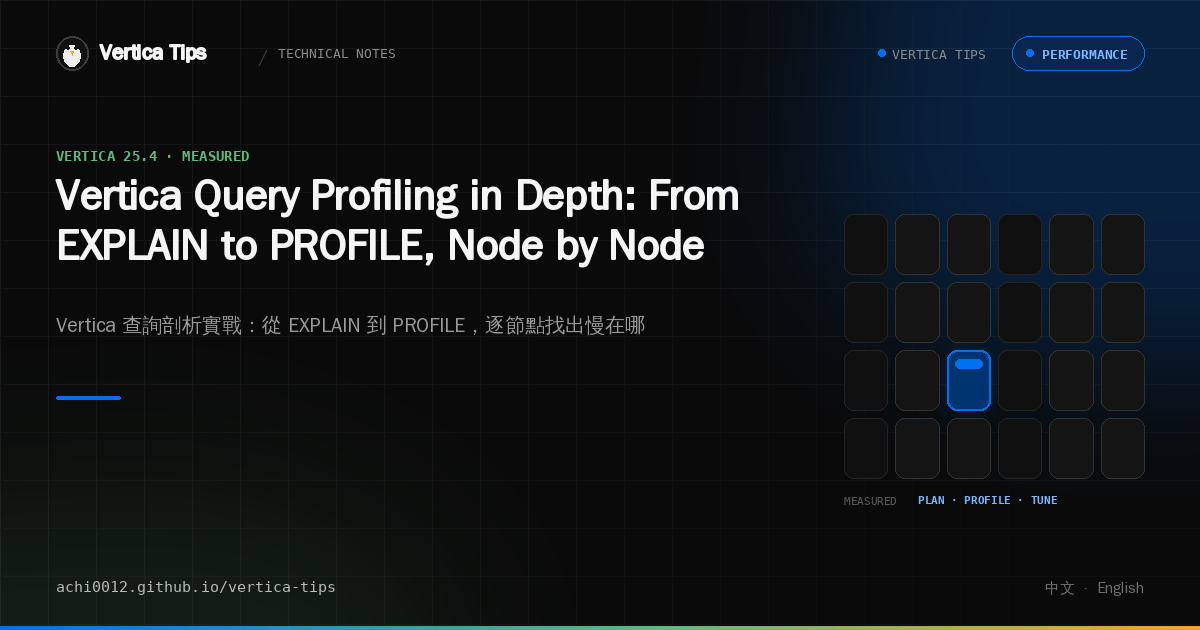 Vertica Tips / TECHNICAL NOTES
VERTICA TIPS
PERFORMANCE
VERTICA 25.4 · MEASURED
Vertica Query Profiling in Depth: From
EXPLAIN to PROFILE, Node by Node
Vertica 查詢剖析實戰：從 EXPLAIN 到 PROFILE，逐節點找出慢在哪
MEASURED PLAN · PROFILE · TUNE
achi0012.github.io/vertica-tips
中文 · English